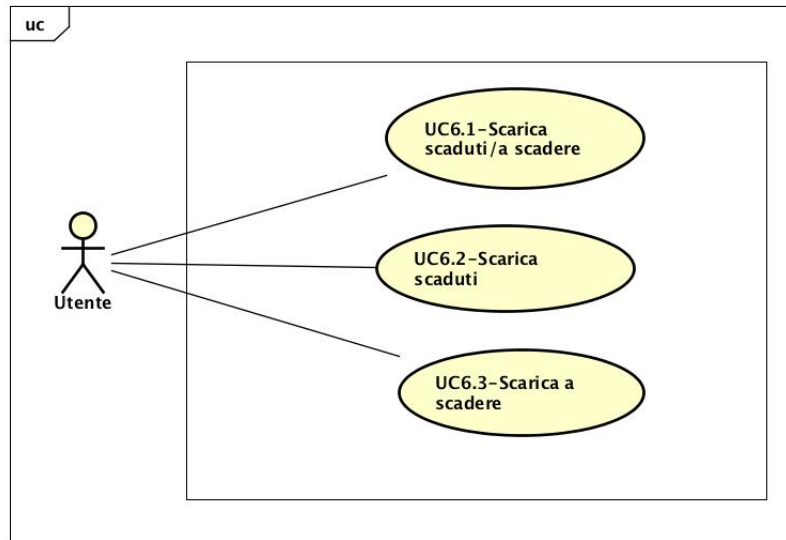 uc
UC6.1-Scarica
scaduti/a scadere
UC6.2-Scarica
scaduti
Utente
UC6.3-Scarica a
scadere